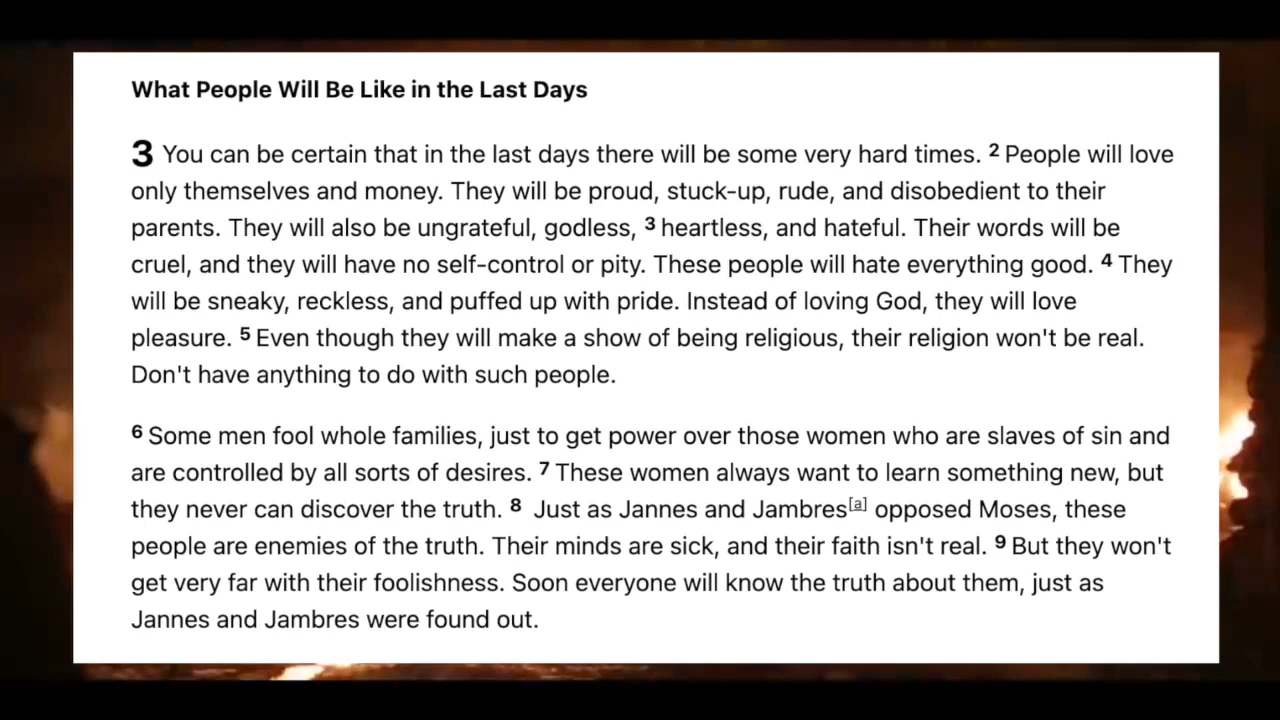 What People Will Be Like in the Last Days
3 You can be certain that in the last days there will be some very hard times. 2 People will love
only themselves and money. They will be proud, stuck-up, rude, and disobedient to their
parents. They will also be ungrateful, godless, 3 heartless, and hateful. Their words will be
cruel, and they will have no self-control or pity. These people will hate everything good. 4 They
will be sneaky, reckless, and puffed up with pride. Instead of loving God, they will love
pleasure. 5 Even though they will make a show of being religious, their religion won't be real.
Don't have anything to do with such people.
6 Some men fool whole families, just to get power over those women who are slaves of sin and
are controlled by all sorts of desires. 7 These women always want to learn something new, but
they never can discover the truth. 8 Just as Jannes and Jambres[a] opposed Moses, these
people are enemies of the truth. Their minds are sick, and their faith isn't real. 9 But they won't
get very far with their foolishness. Soon everyone will know the truth about them, just as
Jannes and Jambres were found out.